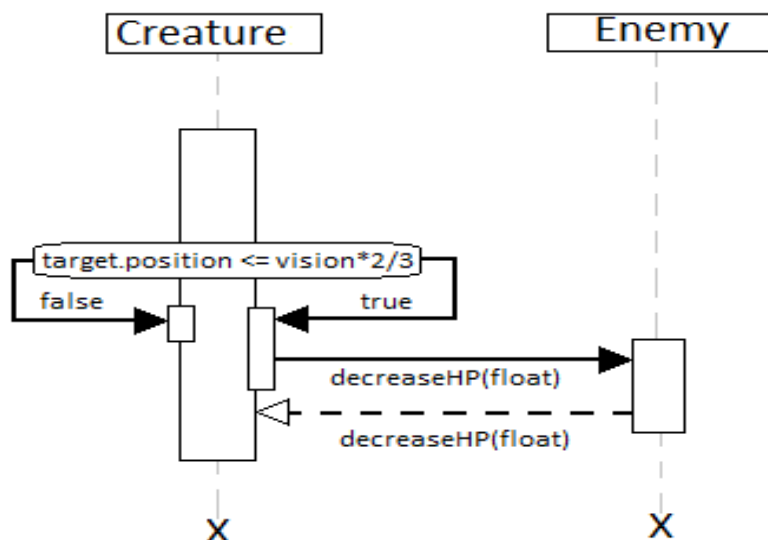 Creature
Enemy
target.position <= vision*2/3
false
true
decreaseHP(float)
decreaseHP(float)
X
X